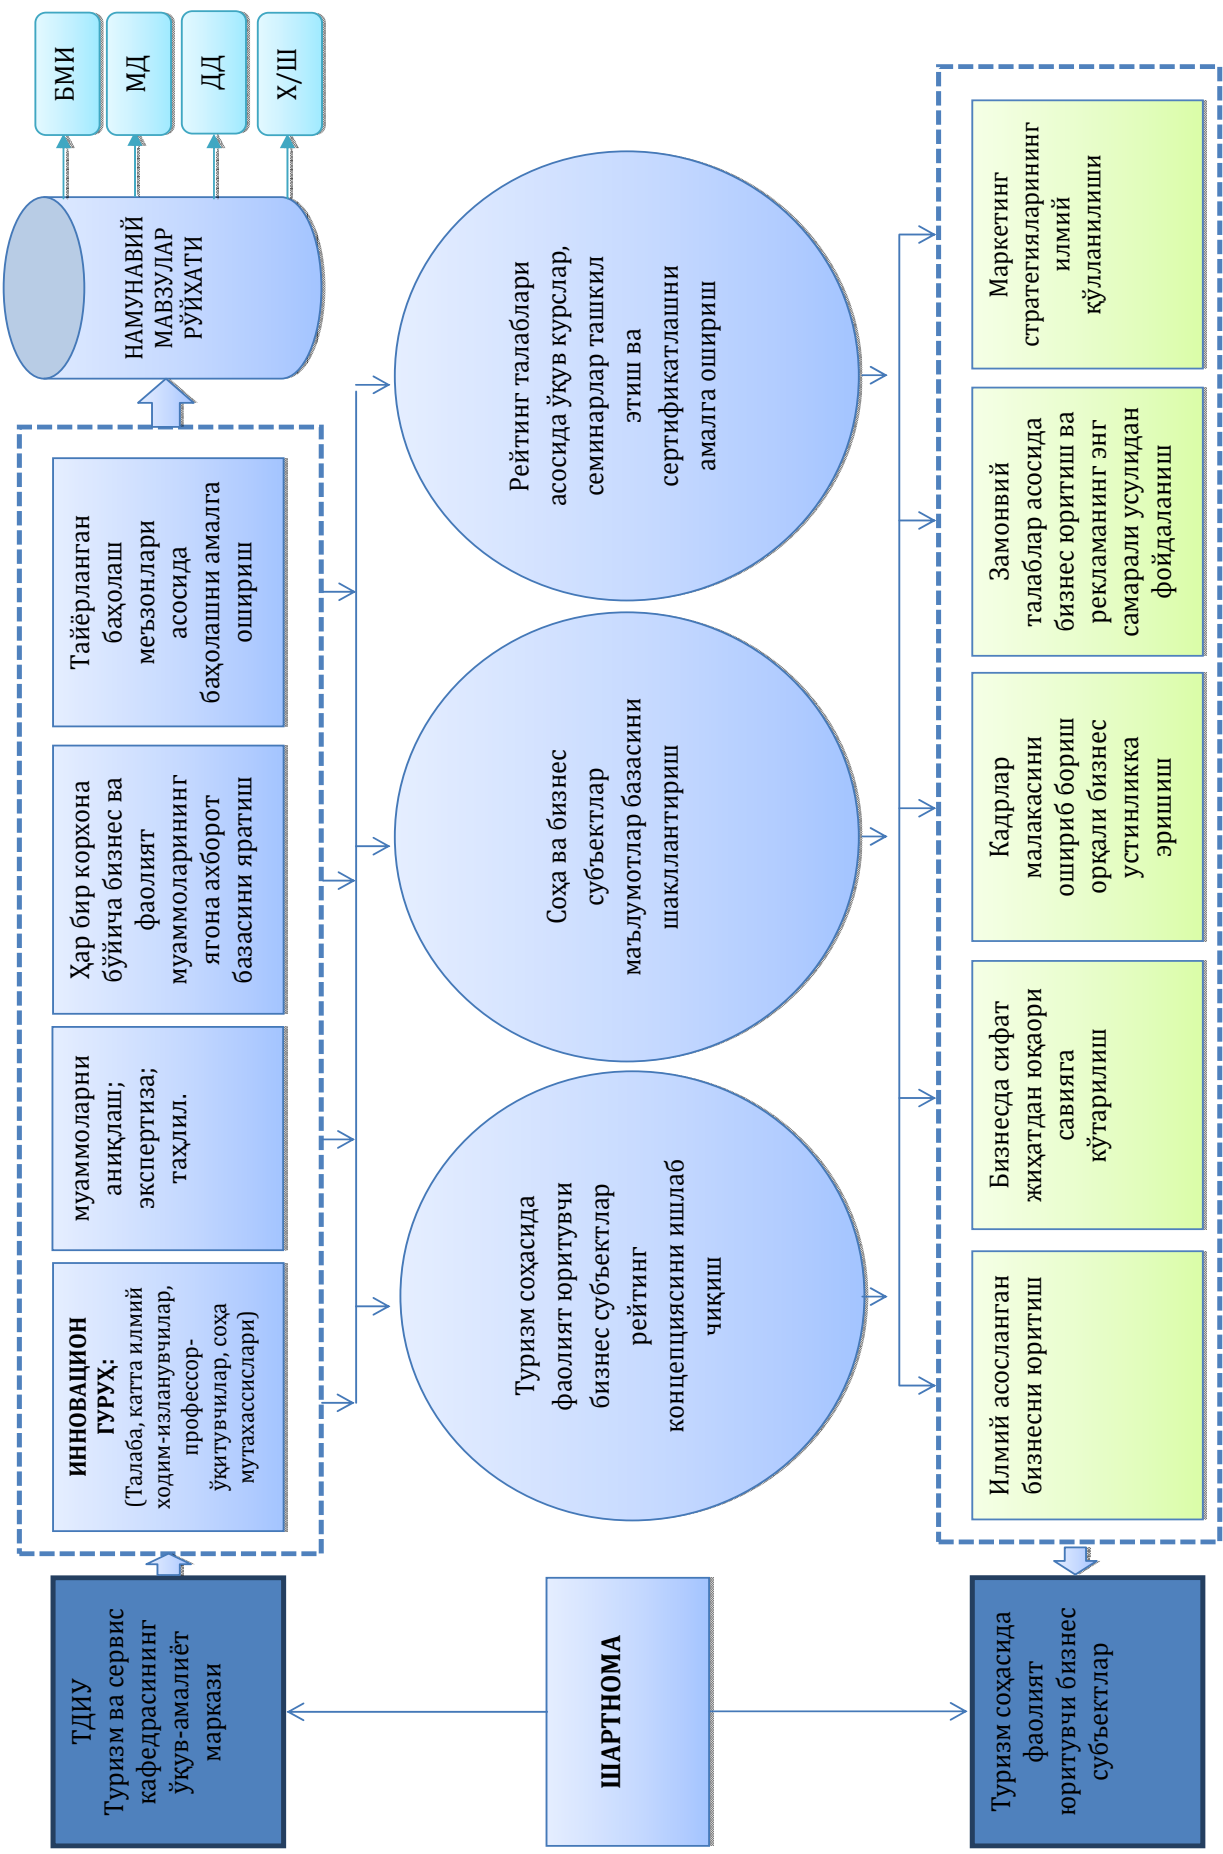 ТДИУ
Туризм ва сервис
кафедрасининг
ўқув-амалиёт
маркази
ИННОВАЦИОН
ГУРУҲ:
(Талаба, катта илмий
ходим-изланувчилар,
профессор-
ўқитувчилар, соҳа
мутахассислари)
муаммоларни
аниқлаш;
экспертиза;
таҳлил.
Ҳар бир корхона
бўйича бизнес ва
фаолият
муаммоларининг
ягона ахборот
базасини яратиш
Тайёрланган
баҳолаш
меъзонлари
асосида
баҳолашни амалга
ошириш
НАМУНАВИЙ
МАВЗУЛАР
РЎЙХАТИ
БМИ
МД
ДД
Х/Ш
ШАРТНОМА
Туризм соҳасида
фаолият юритувчи
бизнес субъектлар
рейтинг
концепциясини ишлаб
чиқиш
Соҳа ва бизнес
субъектлар
маълумотлар базасини
шакллантириш
Рейтинг талаблари
асосида ўқув курслар,
семинарлар ташкил
этиш ва
сертификатлашни
амалга ошириш
Туризм соҳасида
фаолият
юритувчи бизнес
субъектлар
Илмий асосланган
бизнесни юритиш
Бизнесда сифат
жиҳатдан юқаори
савияга
кўтарилиш
Кадрлар
малакасини
ошириб бориш
орқали бизнес
устинликка
эришиш
Замонвий
талаблар асосида
бизнес юритиш ва
рекламанинг энг
самарали усулидан
фойдаланиш
Маркетинг
стратегияларининг
илмий
қўлланилиши